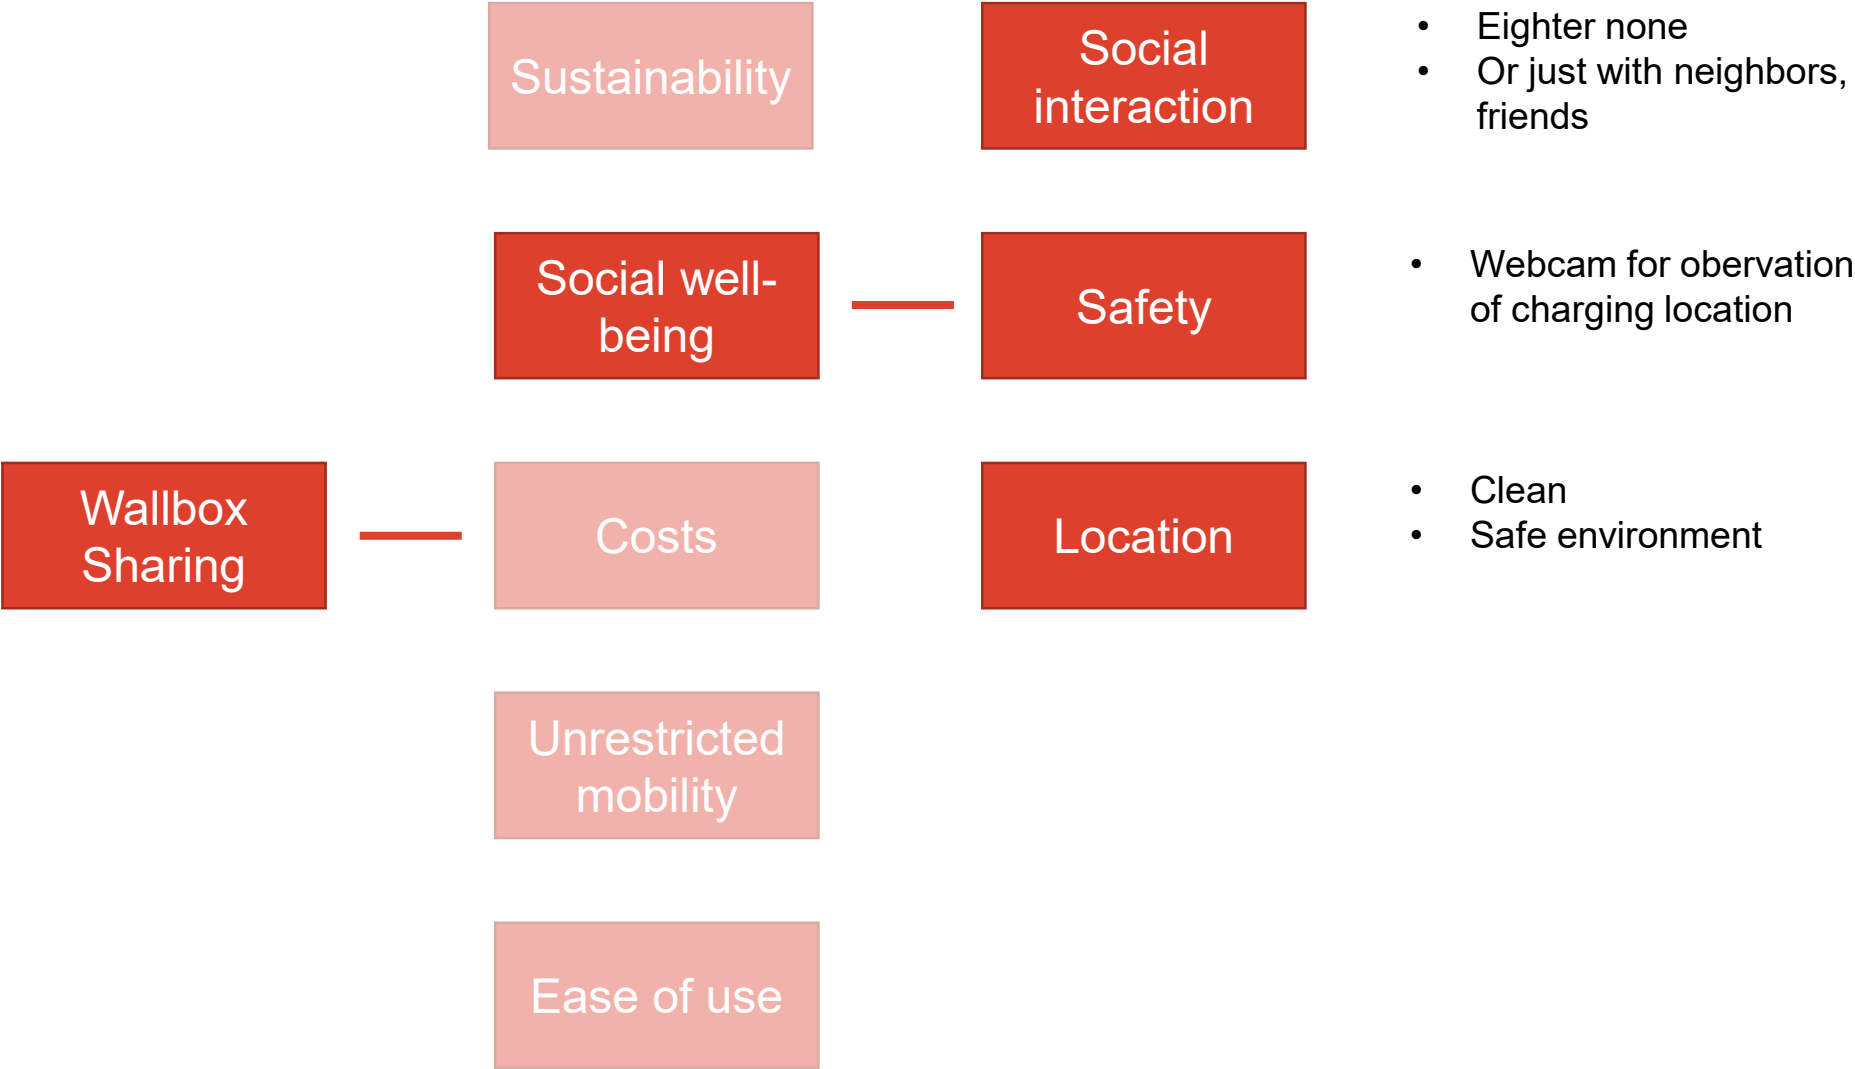 Sustainability
Social
interaction
• Eighter none
• Or just with neighbors,
friends
Social well-
being
Safety
• Webcam for obervation
of charging location
Wallbox
Sharing
Costs
Location
• Clean
• Safe environment
Unrestricted
mobility
Ease of use